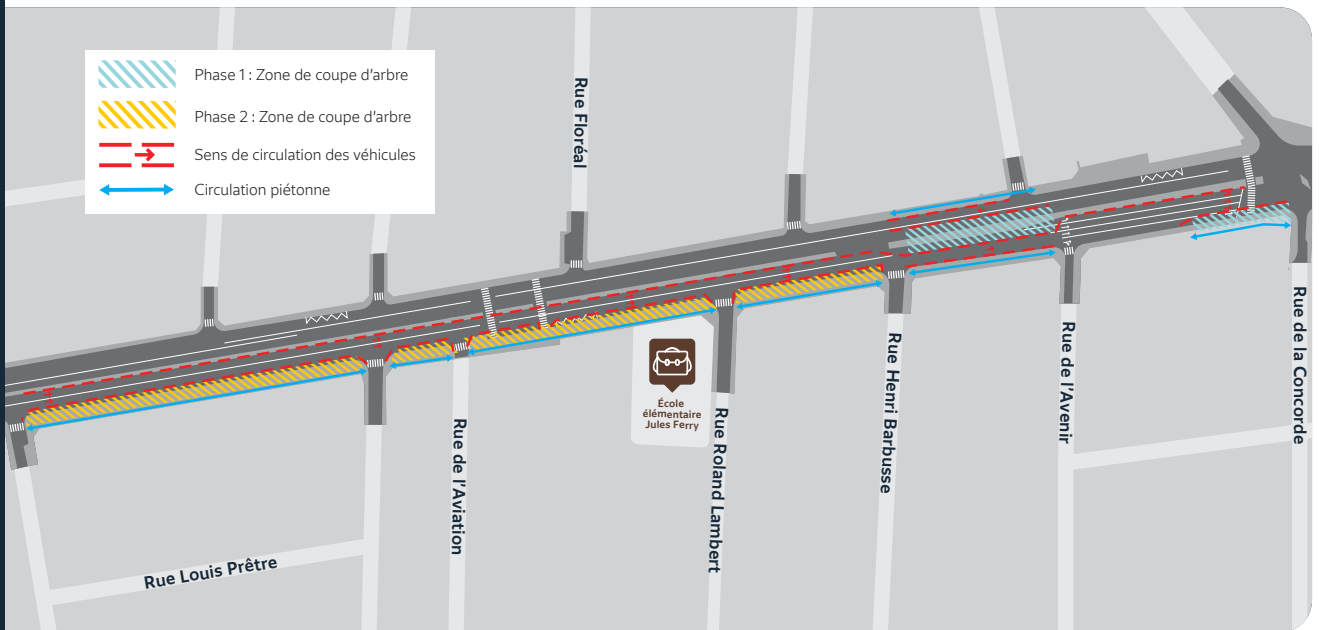 Phase 1 : Zone de coupe d'arbre
Phase 2 : Zone de coupe d'arbre
Sens de circulation des véhicules
Circulation piétonne
Rue Floréal
École
élémentaire
Jules Ferry
Rue de l'Aviation
Rue Louis Prêtre
Rue Roland Lambert
Rue Henri Barbusse
Rue de l'Avenir
Rue de la Concorde